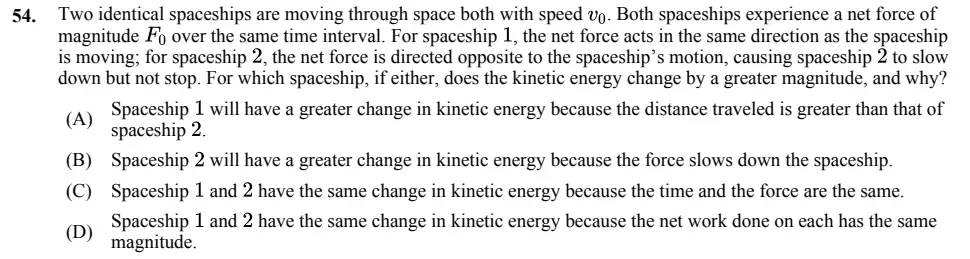 54. Two identical spaceships are moving through space both with speed v₀. Both spaceships experience a net force of
magnitude F₀ over the same time interval. For spaceship 1, the net force acts in the same direction as the spaceship
is moving; for spaceship 2, the net force is directed opposite to the spaceship's motion, causing spaceship 2 to slow
down but not stop. For which spaceship, if either, does the kinetic energy change by a greater magnitude, and why?
(A) Spaceship 1 will have a greater change in kinetic energy because the distance traveled is greater than that of
spaceship 2.
(B) Spaceship 2 will have a greater change in kinetic energy because the force slows down the spaceship.
(C) Spaceship 1 and 2 have the same change in kinetic energy because the time and the force are the same.
(D) Spaceship 1 and 2 have the same change in kinetic energy because the net work done on each has the same
magnitude.